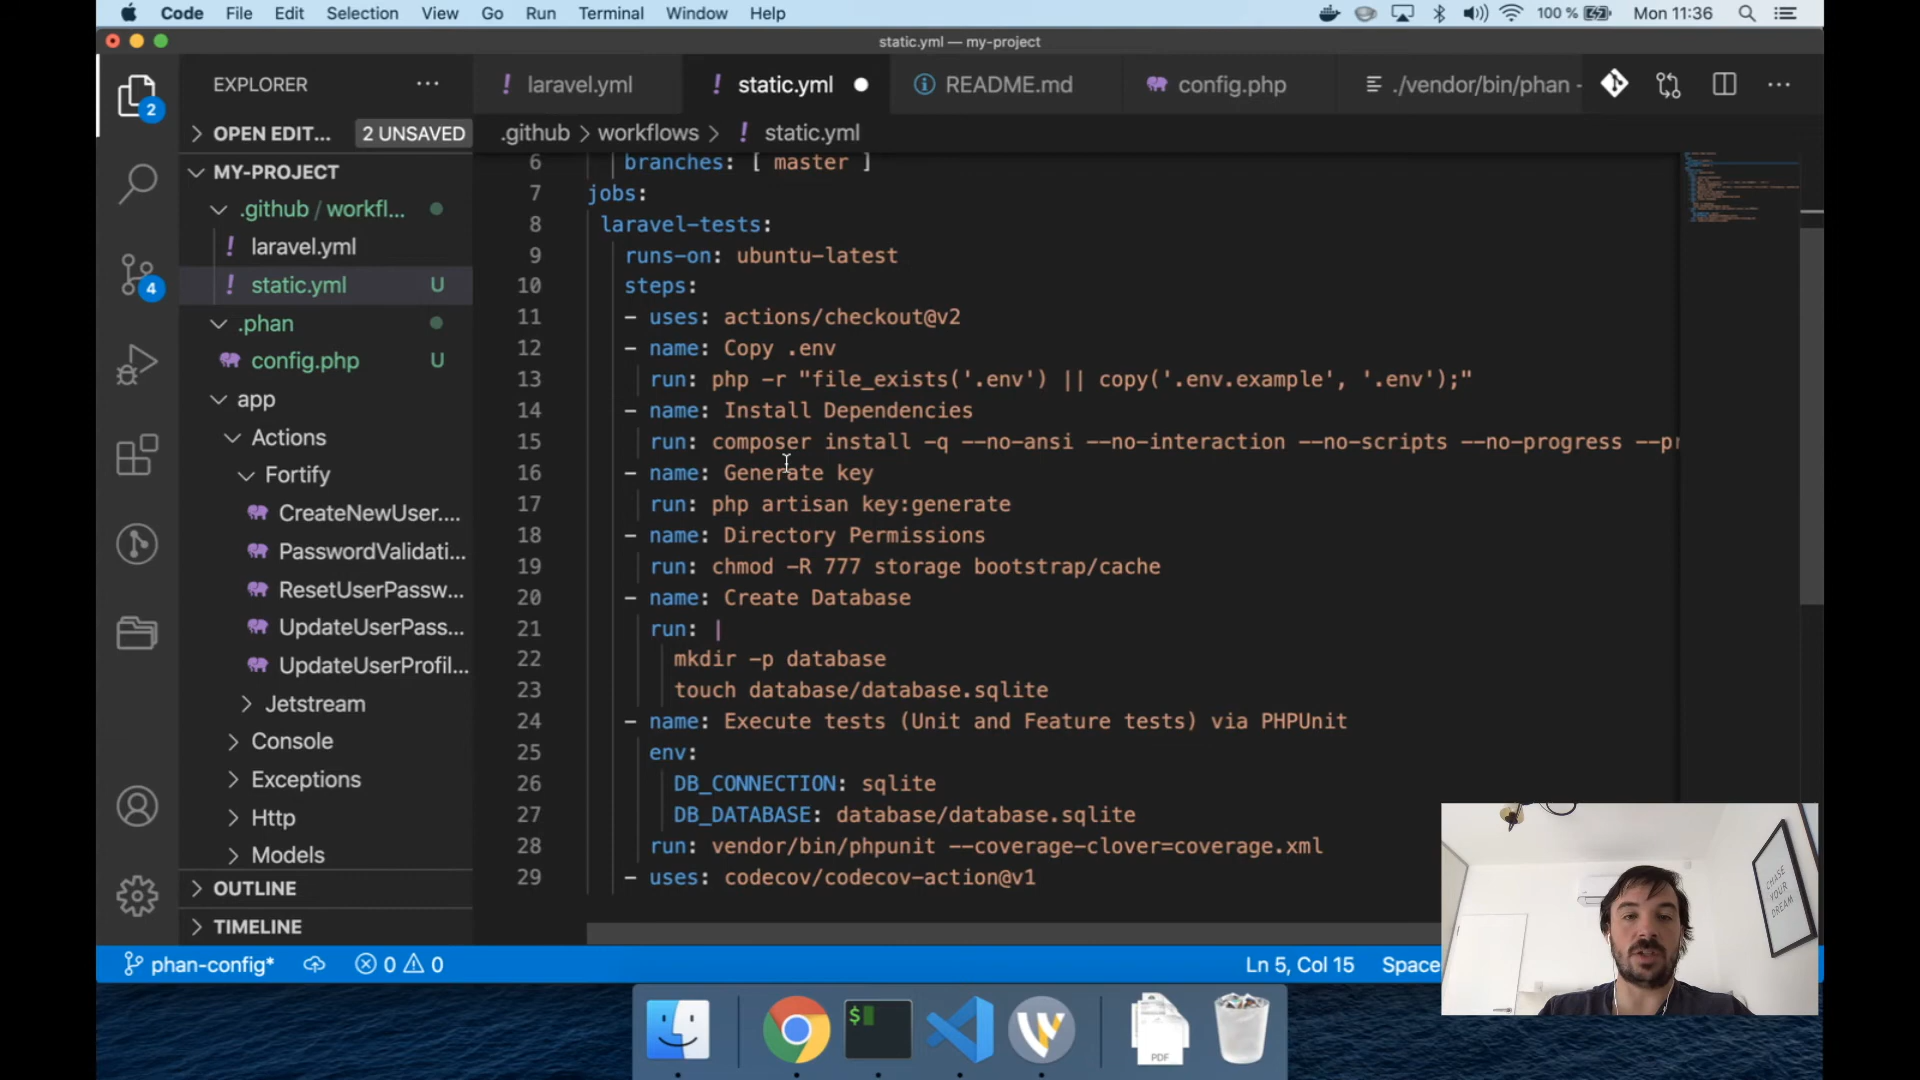 Code File Edit Selection View Go Run Terminal Window Help 100 % Mon 11:36
static.yml — my-project
2
EXPLORER
laravel.yml
static.yml
README.md
config.php
./vendor/bin/phan -
OPEN EDIT... 2 UNSAVED
.github > workflows > ! static.yml
MY-PROJECT
.github / workfl...
! laravel.yml
! static.yml U
4
.phan
config.php U
app
Actions
Fortify
CreateNewUser....
PasswordValidati...
ResetUserPassw...
UpdateUserPass...
UpdateUserProfil...
Jetstream
Console
Exceptions
Http
Models
OUTLINE
TIMELINE
6 branches: [ master ]
7 jobs:
8 laravel-tests:
9 runs-on: ubuntu-latest
10 steps:
11 - uses: actions/checkout@v2
12 - name: Copy .env
13 run: php -r "file_exists('.env') || copy('.env.example', '.env');"
14 - name: Install Dependencies
15 run: composer install -q --no-ansi --no-interaction --no-scripts --no-progress --pr
16 - name: Generate key
17 run: php artisan key:generate
18 - name: Directory Permissions
19 run: chmod -R 777 storage bootstrap/cache
20 - name: Create Database
21 run: |
22 mkdir -p database
23 touch database/database.sqlite
24 - name: Execute tests (Unit and Feature tests) via PHPUnit
25 env:
26 DB_CONNECTION: sqlite
27 DB_DATABASE: database/database.sqlite
28 run: vendor/bin/phpunit --coverage-clover=coverage.xml
29 - uses: codecov/codecov-action@v1
CHASE
YOUR
DREAM
phan-config* 0 0 Ln 5, Col 15 Space
$
PDF